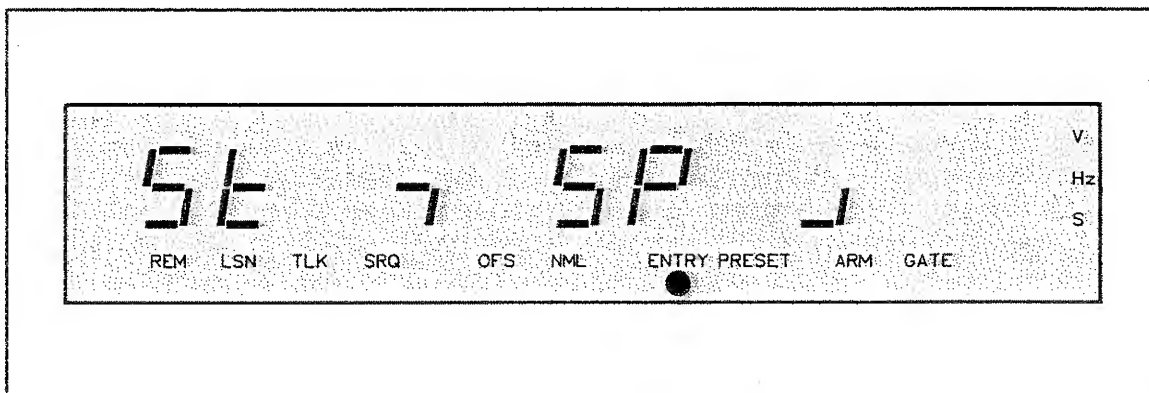 St ㄱ SP 」
V
Hz
S
REM LSN TLK SRQ OFS NML ENTRY PRESET ARM GATE